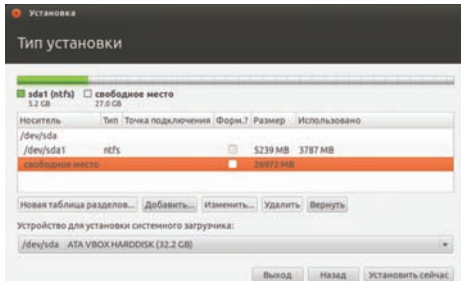 Установка
Тип установки
sda1 (ntfs) свободное место
5.2 GB 27.0 GB
Носитель Тип Точка подключения Форм.? Размер Использовано
/dev/sda
/dev/sda1 ntfs 5239 MB 3787 MB
свободное место 26972 MB
Новая таблица разделов... Добавить... Изменить... Удалить Вернуть
Устройство для установки системного загрузчика:
/dev/sda ATA VBOX HARDDISK (32.2 GB)
Выход Назад Установить сейчас